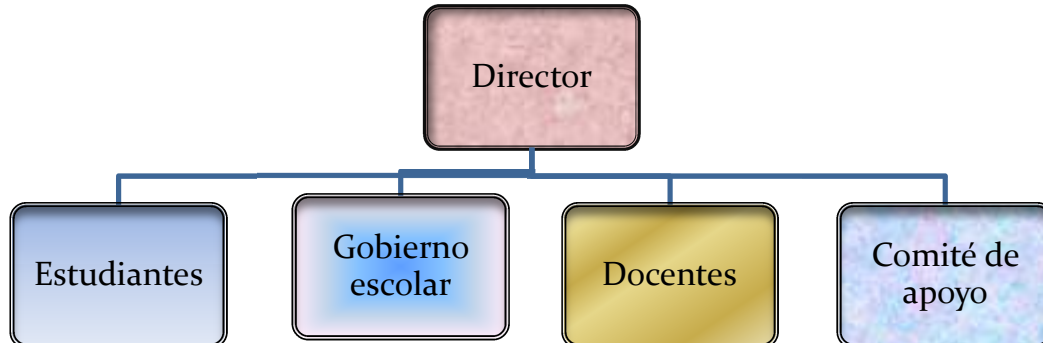 Director
Estudiantes
Gobierno
escolar
Docentes
Comité de
apoyo